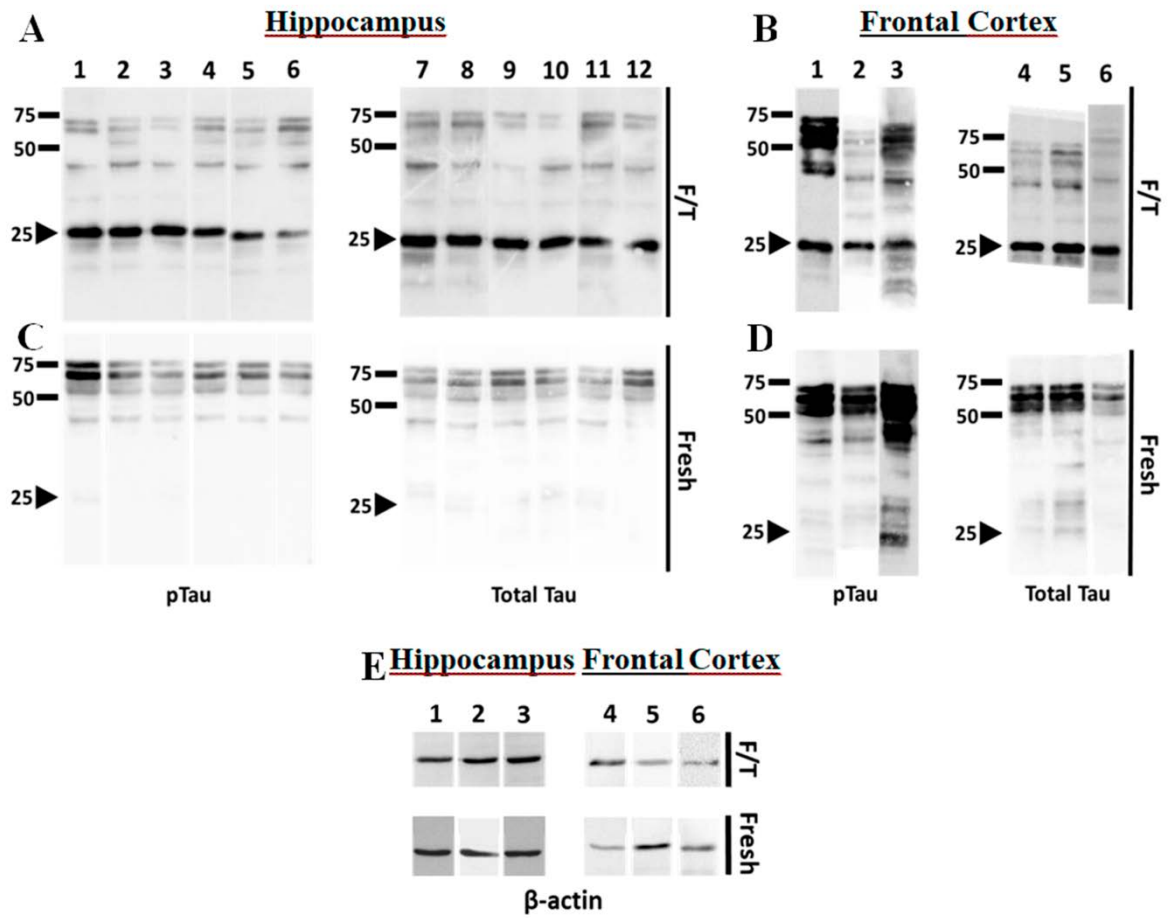 A Hippocampus
1 2 3 4 5 6 7 8 9 10 11 12
75
50
25
75
50
25
F/T
B Frontal Cortex
1 2 3 4 5 6
75
50
25
75
50
25
F/T
C
75
50
25
pTau
75
50
25
Total Tau
Fresh
D
75
50
25
pTau
75
50
25
Total Tau
Fresh
E Hippocampus Frontal Cortex
1 2 3 4 5 6
F/T
Fresh
β-actin